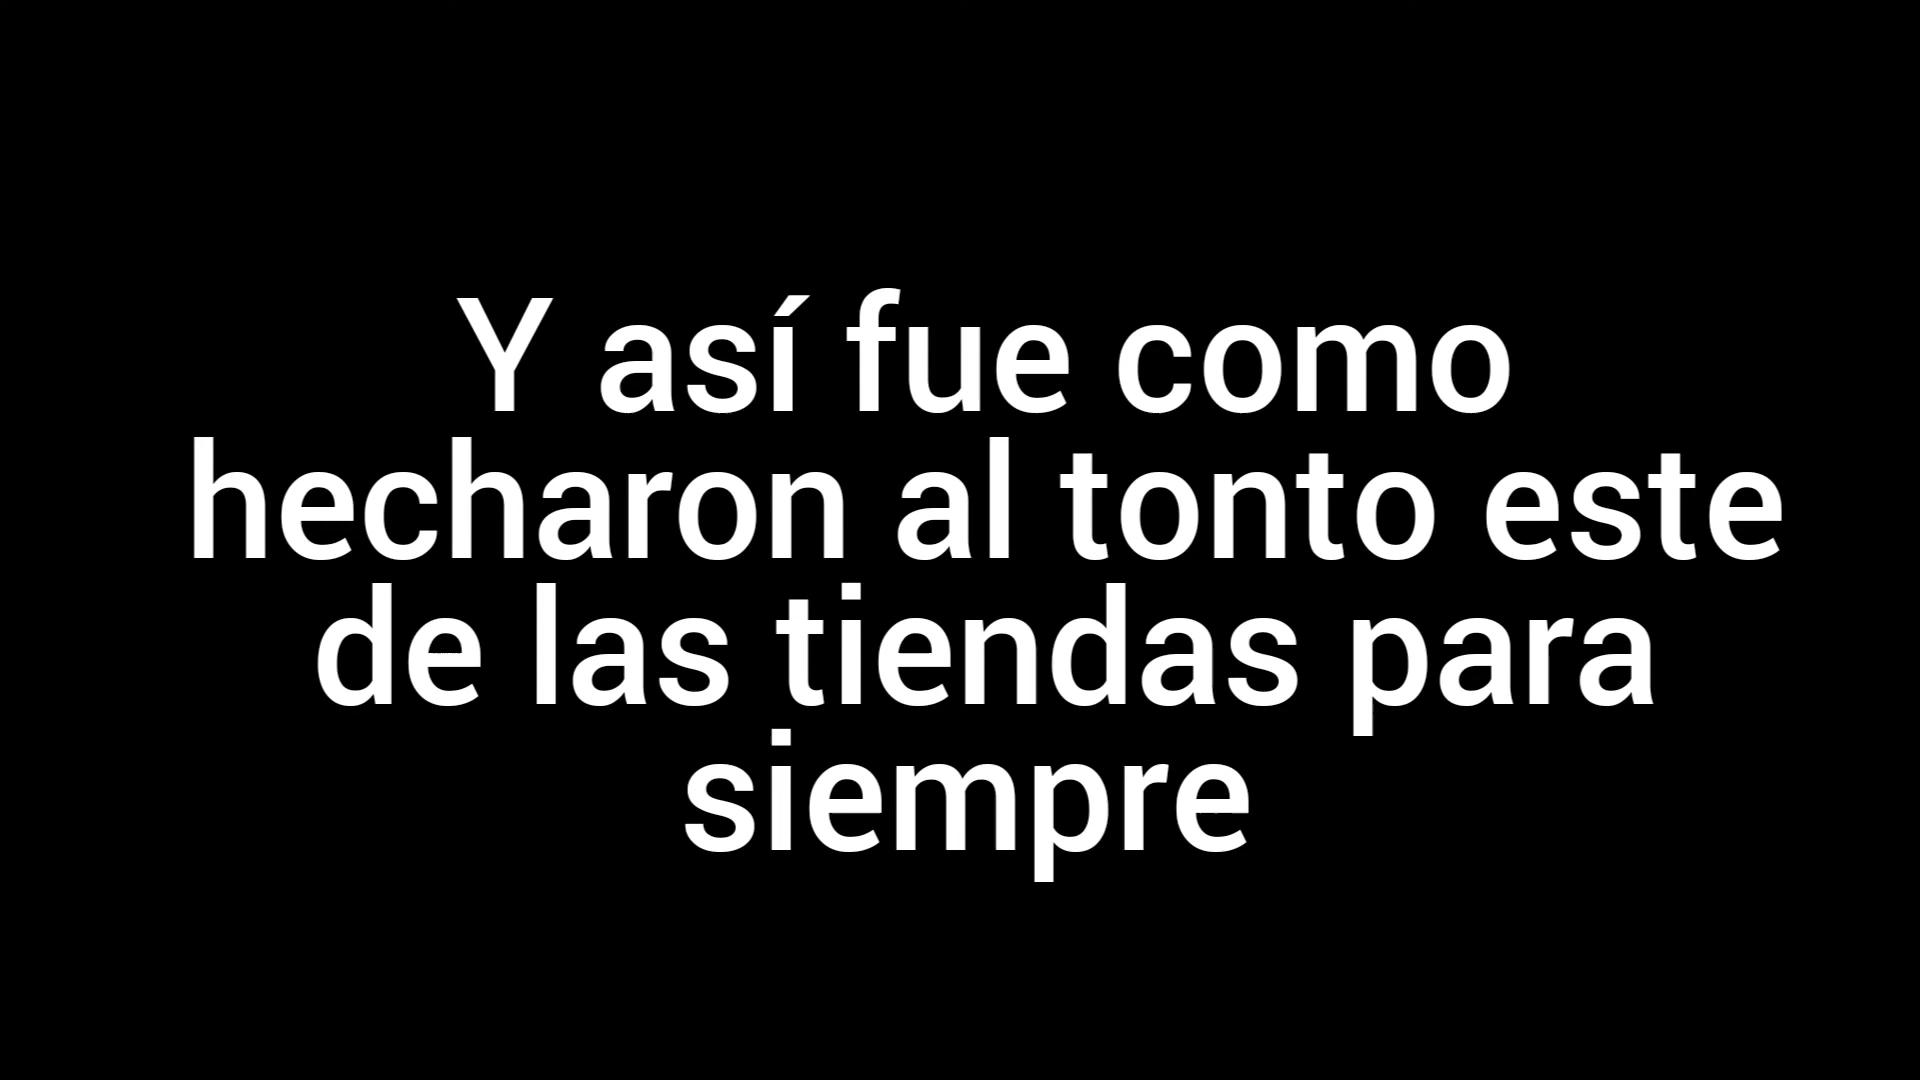 Y así fue como
hecharon al tonto este
de las tiendas para
siempre